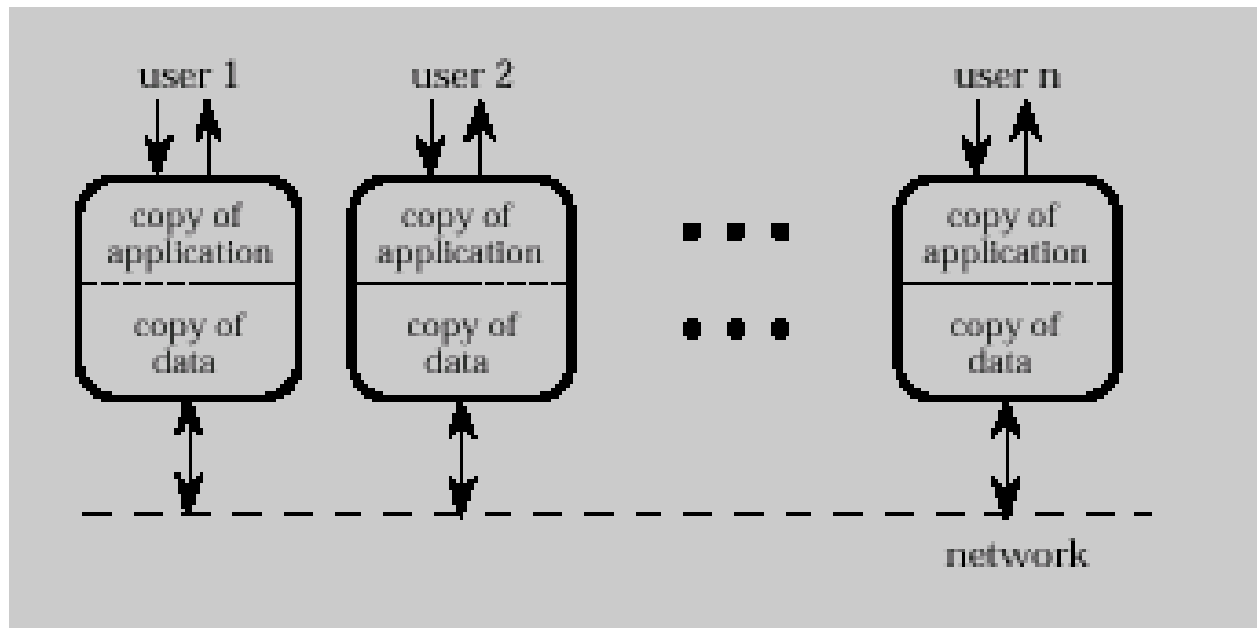 user 1
user 2
user n
copy of
application
copy of
data
copy of
application
copy of
data
copy of
application
copy of
data
network